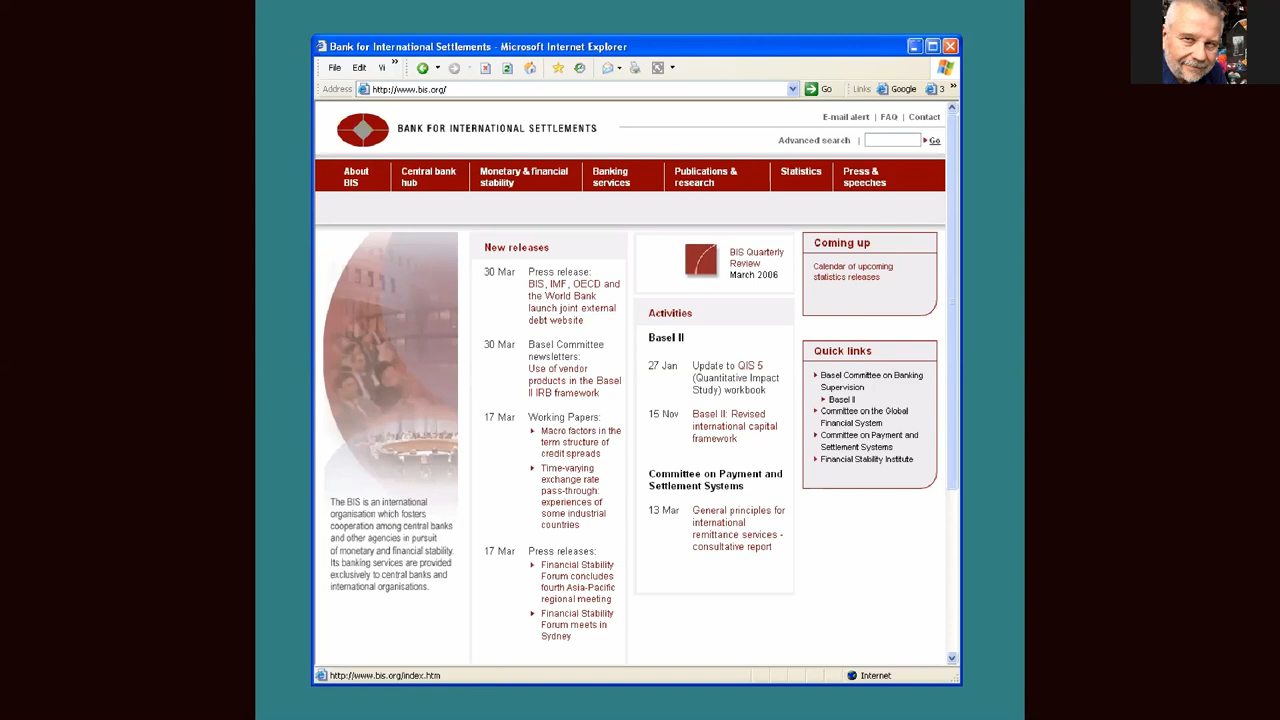 Bank for International Settlements - Microsoft Internet Explorer
File Edit Vi »
Address http://www.bis.org/ Go Links Google 3 »
E-mail alert | FAQ | Contact
BANK FOR INTERNATIONAL SETTLEMENTS
Advanced search | Go
About
BIS
Central bank
hub
Monetary & financial
stability
Banking
services
Publications &
research
Statistics
Press &
speeches
The BIS is an international
organisation which fosters
cooperation among central banks
and other agencies in pursuit
of monetary and financial stability.
Its banking services are provided
exclusively to central banks and
international organisations.
New releases
30 Mar Press release:
BIS, IMF, OECD and
the World Bank
launch joint external
debt website
30 Mar Basel Committee
newsletters:
Use of vendor
products in the Basel
II IRB framework
17 Mar Working Papers:
Macro factors in the
term structure of
credit spreads
Time-varying
exchange rate
pass-through:
experiences of
some industrial
countries
17 Mar Press releases:
Financial Stability
Forum concludes
fourth Asia-Pacific
regional meeting
Financial Stability
Forum meets in
Sydney
BIS Quarterly
Review
March 2006
Activities
Basel II
27 Jan Update to QIS 5
(Quantitative Impact
Study) workbook
15 Nov Basel II: Revised
international capital
framework
Committee on Payment and
Settlement Systems
13 Mar General principles for
international
remittance services -
consultative report
Coming up
Calendar of upcoming
statistics releases
Quick links
Basel Committee on Banking
Supervision
Basel II
Committee on the Global
Financial System
Committee on Payment and
Settlement Systems
Financial Stability Institute
http://www.bis.org/index.htm Internet